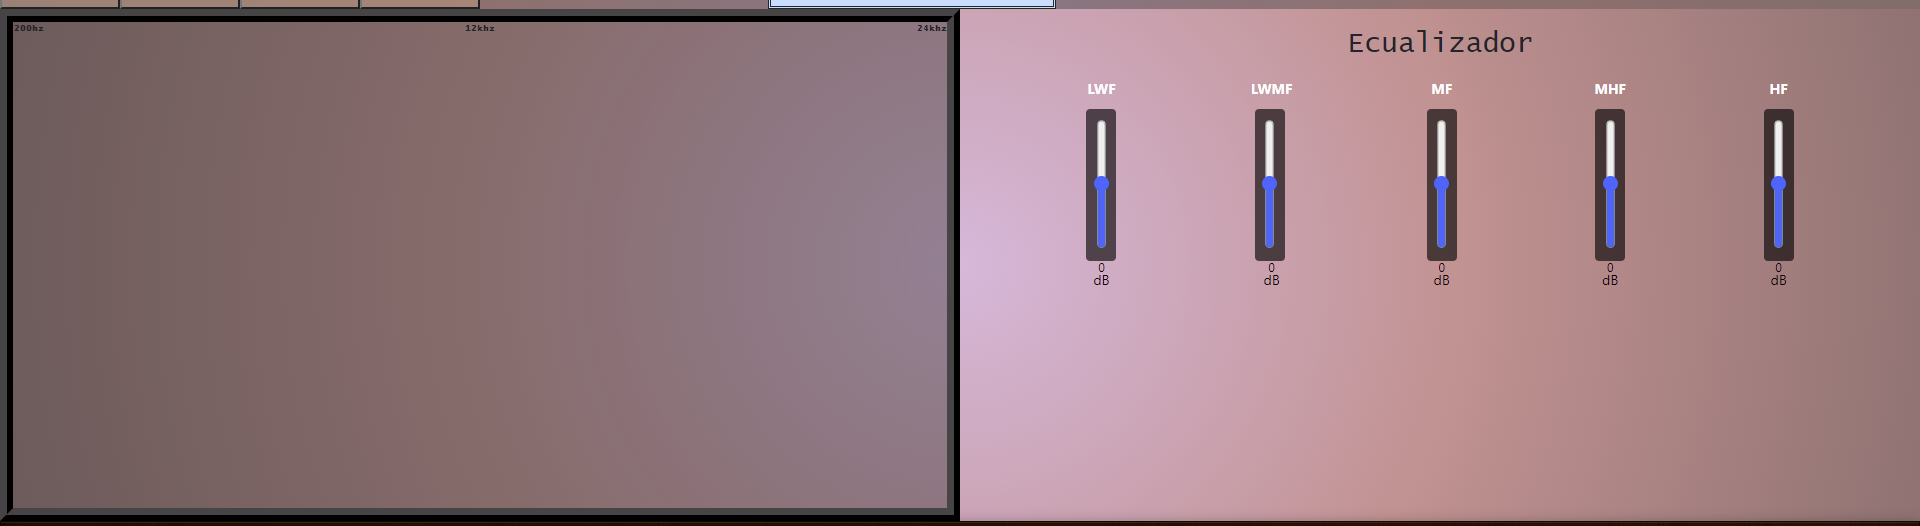 200hz 12khz 24khz
Ecualizador
LWF LWMF MF MHF HF
0 0 0 0 0
dB dB dB dB dB